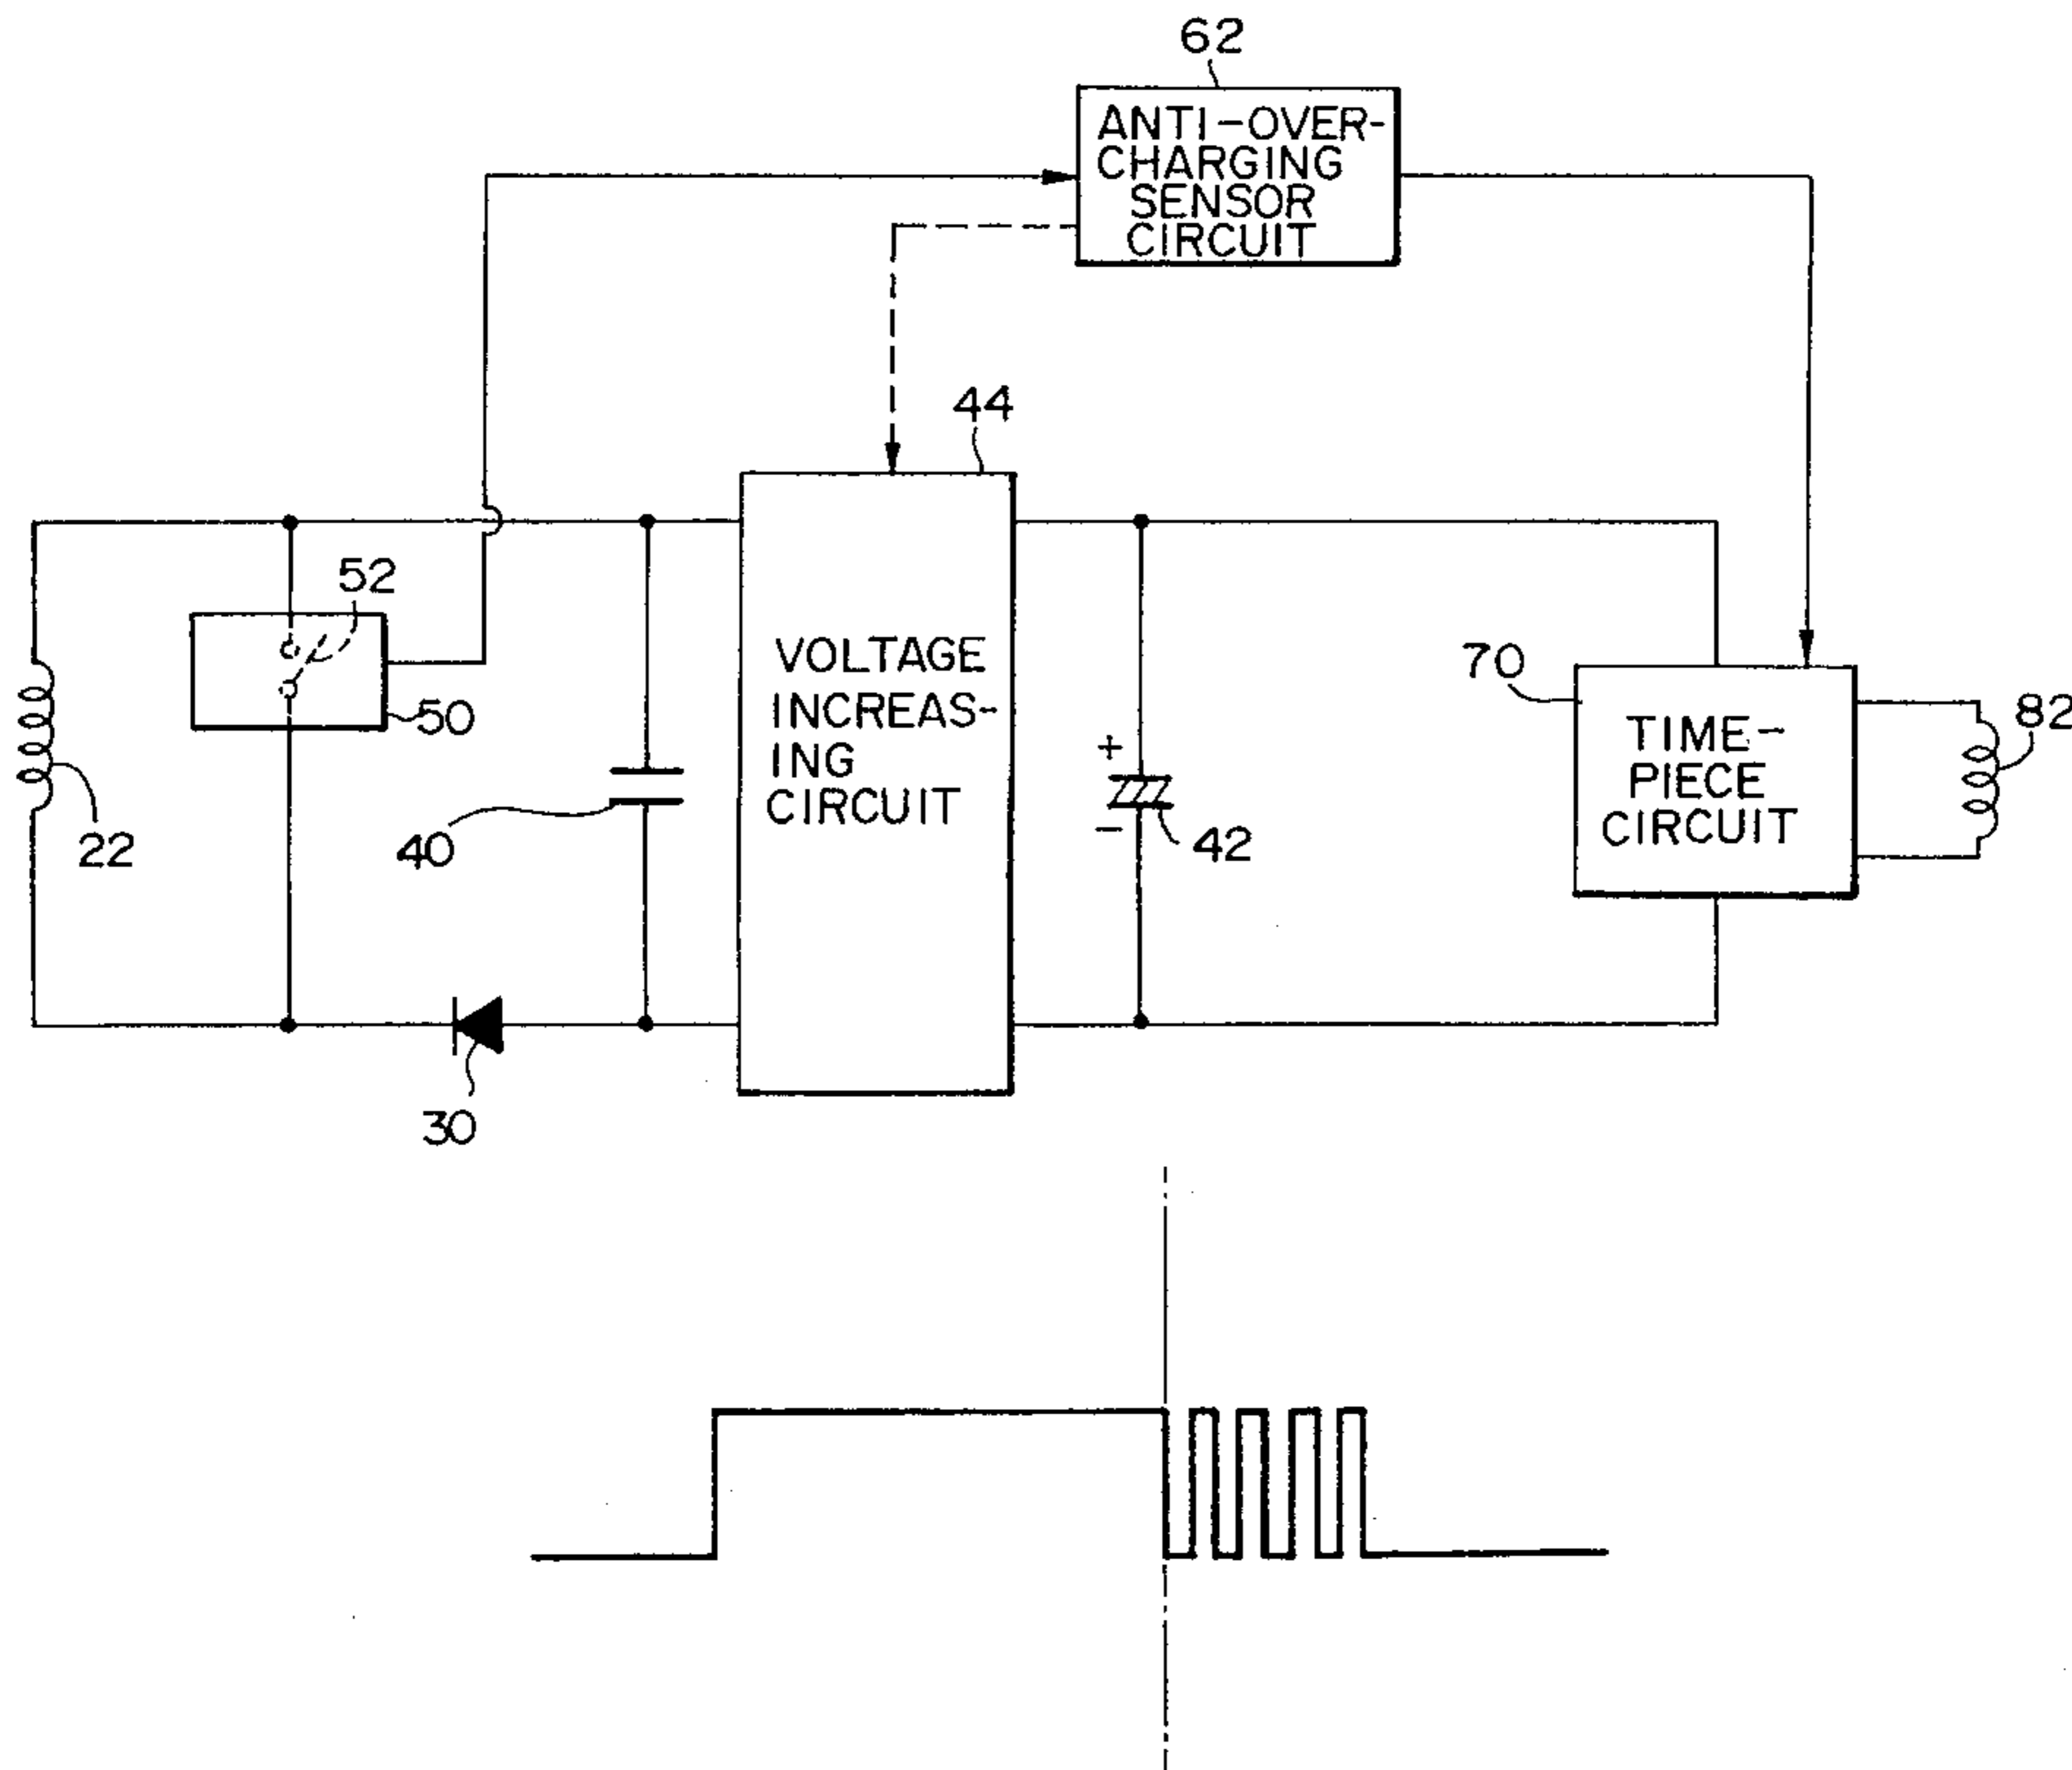 62
ANTI-OVER-
CHARGING
SENSOR
CIRCUIT
44
52
50
22
40
VOLTAGE
INCREAS-
ING
CIRCUIT
+
-
42
70
TIME-
PIECE
CIRCUIT
82
30